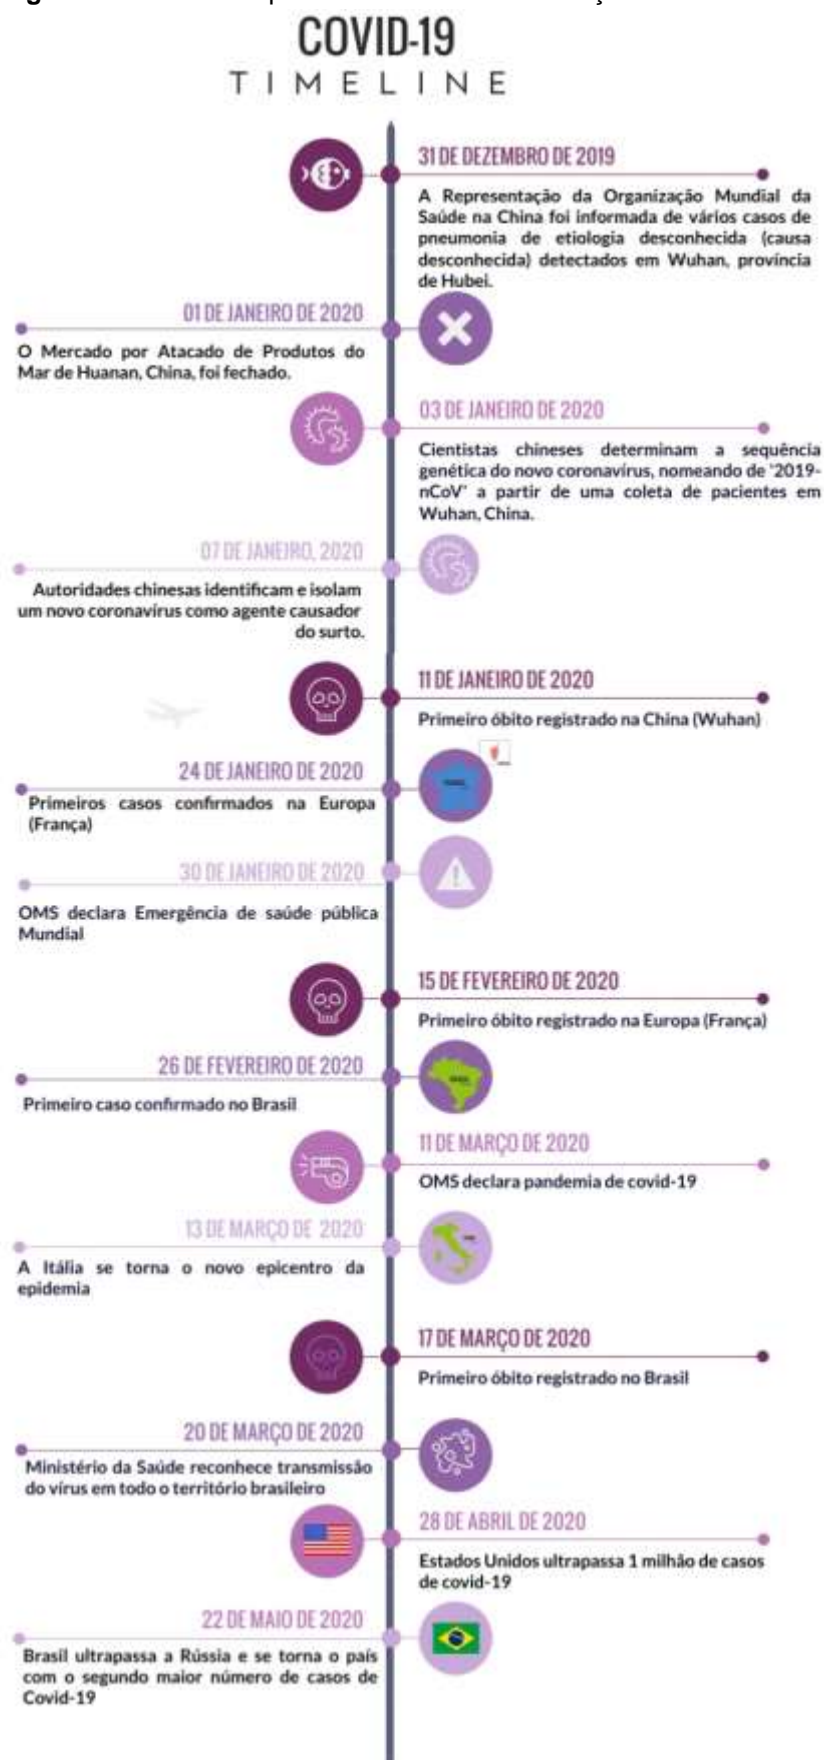 COVID-19
TIMELINE
31 DE DEZEMBRO DE 2019
A Representação da Organização Mundial da
Saúde na China foi informada de vários casos de
pneumonia de etiologia desconhecida (causa
desconhecida) detectados em Wuhan, província
de Hubei.
01 DE JANEIRO DE 2020
O Mercado por Atacado de Produtos do
Mar de Huanan, China, foi fechado.
03 DE JANEIRO DE 2020
Cientistas chineses determinam a sequência
genética do novo coronavírus, nomeando de '2019-
nCoV' a partir de uma coleta de pacientes em
Wuhan, China.
07 DE JANEIRO, 2020
Autoridades chinesas identificam e isolam
um novo coronavírus como agente causador
do surto.
11 DE JANEIRO DE 2020
Primeiro óbito registrado na China (Wuhan)
24 DE JANEIRO DE 2020
Primeiros casos confirmados na Europa
(França)
30 DE JANEIRO DE 2020
OMS declara Emergência de saúde pública
Mundial
15 DE FEVEREIRO DE 2020
Primeiro óbito registrado na Europa (França)
26 DE FEVEREIRO DE 2020
Primeiro caso confirmado no Brasil
11 DE MARÇO DE 2020
OMS declara pandemia de covid-19
13 DE MARÇO DE 2020
A Itália se torna o novo epicentro da
epidemia
17 DE MARÇO DE 2020
Primeiro óbito registrado no Brasil
20 DE MARÇO DE 2020
Ministério da Saúde reconhece transmissão
do vírus em todo o território brasileiro
28 DE ABRIL DE 2020
Estados Unidos ultrapassa 1 milhão de casos
de covid-19
22 DE MAIO DE 2020
Brasil ultrapassa a Rússia e se torna o país
com o segundo maior número de casos de
Covid-19